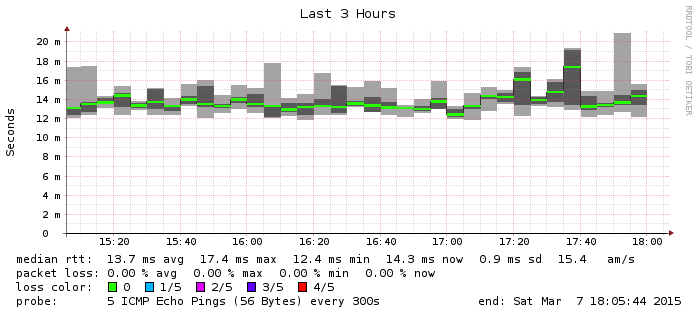 Last 3 Hours
RRDTOOL / TOBI OETIKER
Seconds
20 m
18 m
16 m
14 m
12 m
10 m
8 m
6 m
4 m
2 m
0
15:20 15:40 16:00 16:20 16:40 17:00 17:20 17:40 18:00
median rtt: 13.7 ms avg 17.4 ms max 12.4 ms min 14.3 ms now 0.9 ms sd 15.4 am/s
packet loss: 0.00 % avg 0.00 % max 0.00 % min 0.00 % now
loss color: 0 1/5 2/5 3/5 4/5
probe: 5 ICMP Echo Pings (56 Bytes) every 300s end: Sat Mar 7 18:05:44 2015